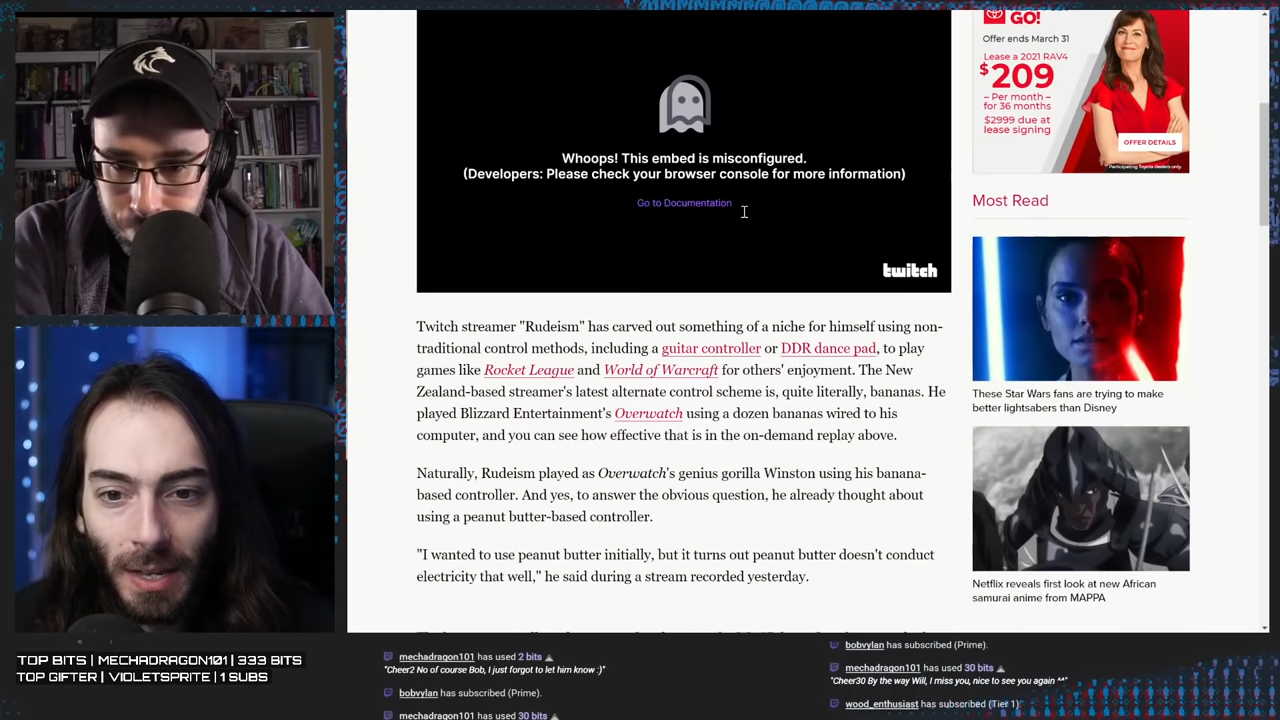 Whoops! This embed is misconfigured.
(Developers: Please check your browser console for more information)
Go to Documentation
twitch
Twitch streamer "Rudeism" has carved out something of a niche for himself using non-
traditional control methods, including a guitar controller or DDR dance pad, to play
games like Rocket League and World of Warcraft for others' enjoyment. The New
Zealand-based streamer's latest alternate control scheme is, quite literally, bananas. He
played Blizzard Entertainment's Overwatch using a dozen bananas wired to his
computer, and you can see how effective that is in the on-demand replay above.
Naturally, Rudeism played as Overwatch's genius gorilla Winston using his banana-
based controller. And yes, to answer the obvious question, he already thought about
using a peanut butter-based controller.
"I wanted to use peanut butter initially, but it turns out peanut butter doesn't conduct
electricity that well," he said during a stream recorded yesterday.
GO!
Offer ends March 31
Lease a 2021 RAV4
$209
– Per month –
for 36 months
$2999 due at
lease signing
OFFER DETAILS
Participating Toyota dealers only.
Most Read
These Star Wars fans are trying to make
better lightsabers than Disney
Netflix reveals first look at new African
samurai anime from MAPPA
TOP BITS | MECHADRAGON101 | 333 BITS
TOP GIFTER | VIOLETSPRITE | 1 SUBS
mechadragon101 has used 2 bits
"Cheer2 No of course Bob, I just forgot to let him know :)"
bobvylan has subscribed (Prime).
mechadragon101 has used 30 bits
bobvylan has subscribed (Prime).
mechadragon101 has used 30 bits
"Cheer30 By the way Will, I miss you, nice to see you again ^^"
wood_enthusiast has subscribed (Tier 1).